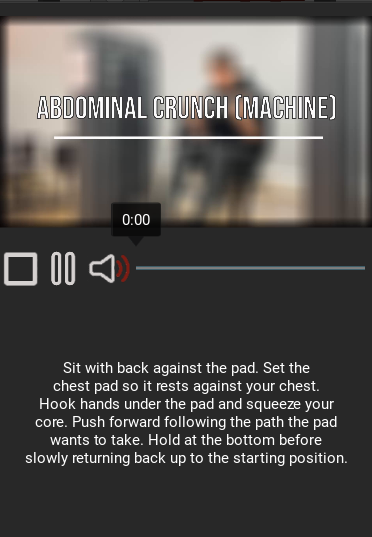 ABDOMINAL CRUNCH (MACHINE)
0:00
Sit with back against the pad. Set the
chest pad so it rests against your chest.
Hook hands under the pad and squeeze your
core. Push forward following the path the pad
wants to take. Hold at the bottom before
slowly returning back up to the starting position.